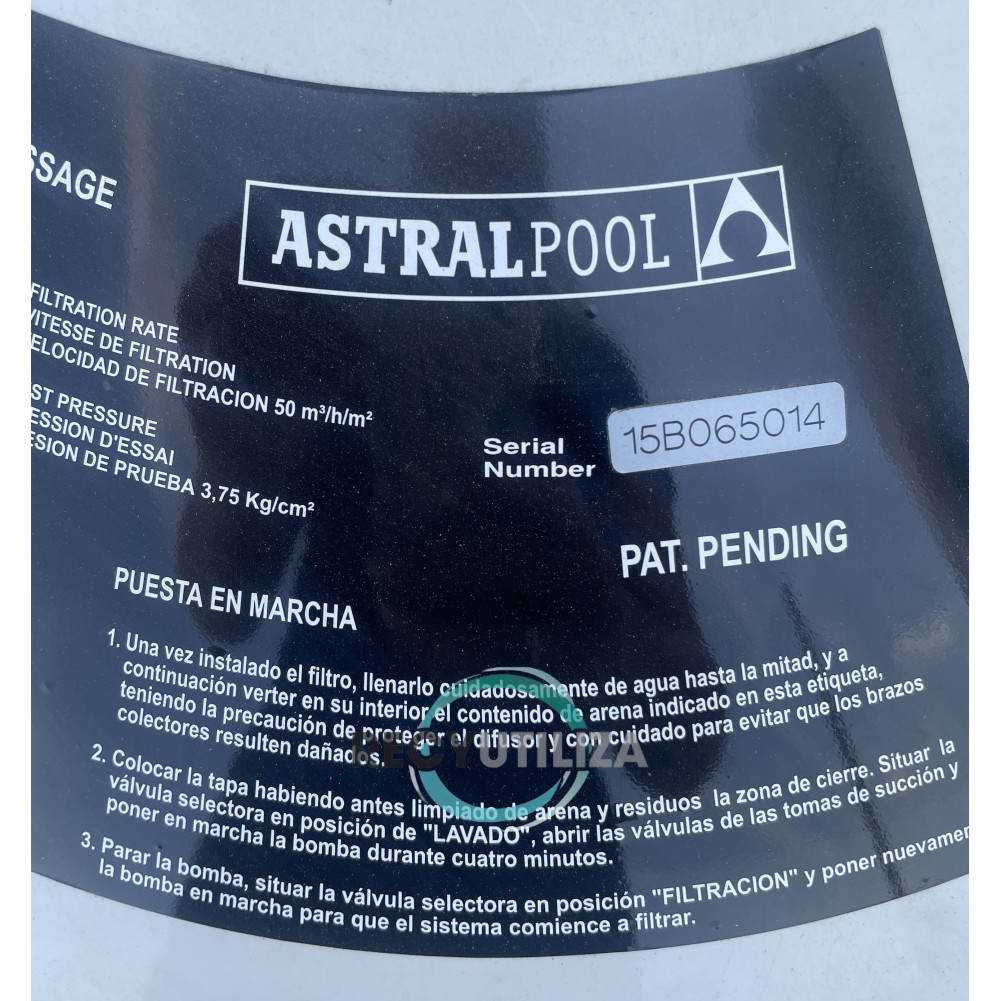 SSAGE
ASTRALPOOL
FILTRATION RATE
VITESSE DE FILTRATION
ELOCIDAD DE FILTRACION 50 m³/h/m²
ST PRESSURE
ESSION D'ESSAI
ESION DE PRUEBA 3,75 Kg/cm²
Serial
Number
15B065014
PAT. PENDING
PUESTA EN MARCHA
1. Una vez instalado el filtro, llenarlo cuidadosamente de agua hasta la mitad, y a
continuación verter en su interior el contenido de arena indicado en esta etiqueta,
teniendo la precaución de proteger el difusor y con cuidado para evitar que los brazos
colectores resulten dañados.
RECYUTILIZA
2. Colocar la tapa habiendo antes limpiado de arena y residuos la zona de cierre. Situar la
válvula selectora en posición de "LAVADO", abrir las válvulas de las tomas de succión y
poner en marcha la bomba durante cuatro minutos.
3. Parar la bomba, situar la válvula selectora en posición "FILTRACION" y poner nuevamen
la bomba en marcha para que el sistema comience a filtrar.